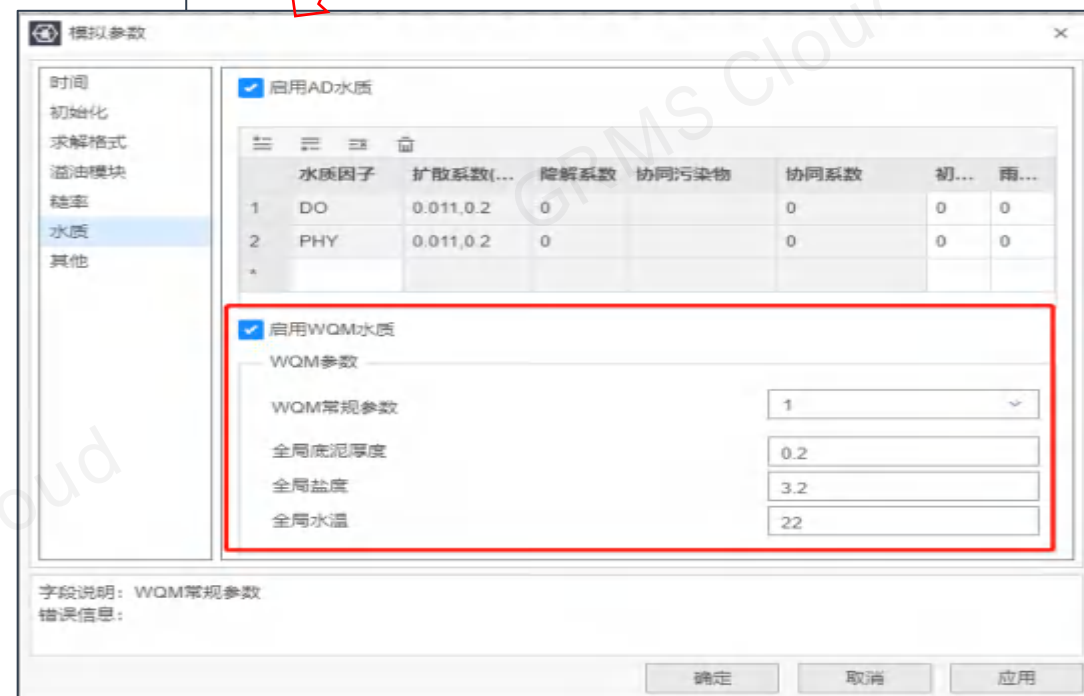 模拟参数
时间
初始化
求解格式
溢油模块
糙率
水质
其他
启用AD水质
水质因子 扩散系数(... 降解系数 协同污染物 协同系数 初... 雨...
1 DO 0.011,0.2 0 0 0 0
2 PHY 0.011,0.2 0 0 0 0
*
启用WQM水质
WQM参数
WQM常规参数 1
全局底泥厚度 0.2
全局盐度 3.2
全局水温 22
字段说明：WQM常规参数
错误信息：
确定 取消 应用
GRMS Cloud
oud